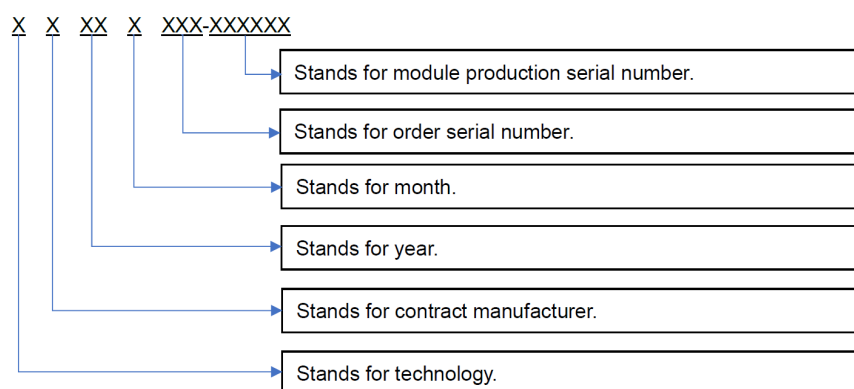 X X XX X XXX-XXXXXX
Stands for module production serial number.
Stands for order serial number.
Stands for month.
Stands for year.
Stands for contract manufacturer.
Stands for technology.